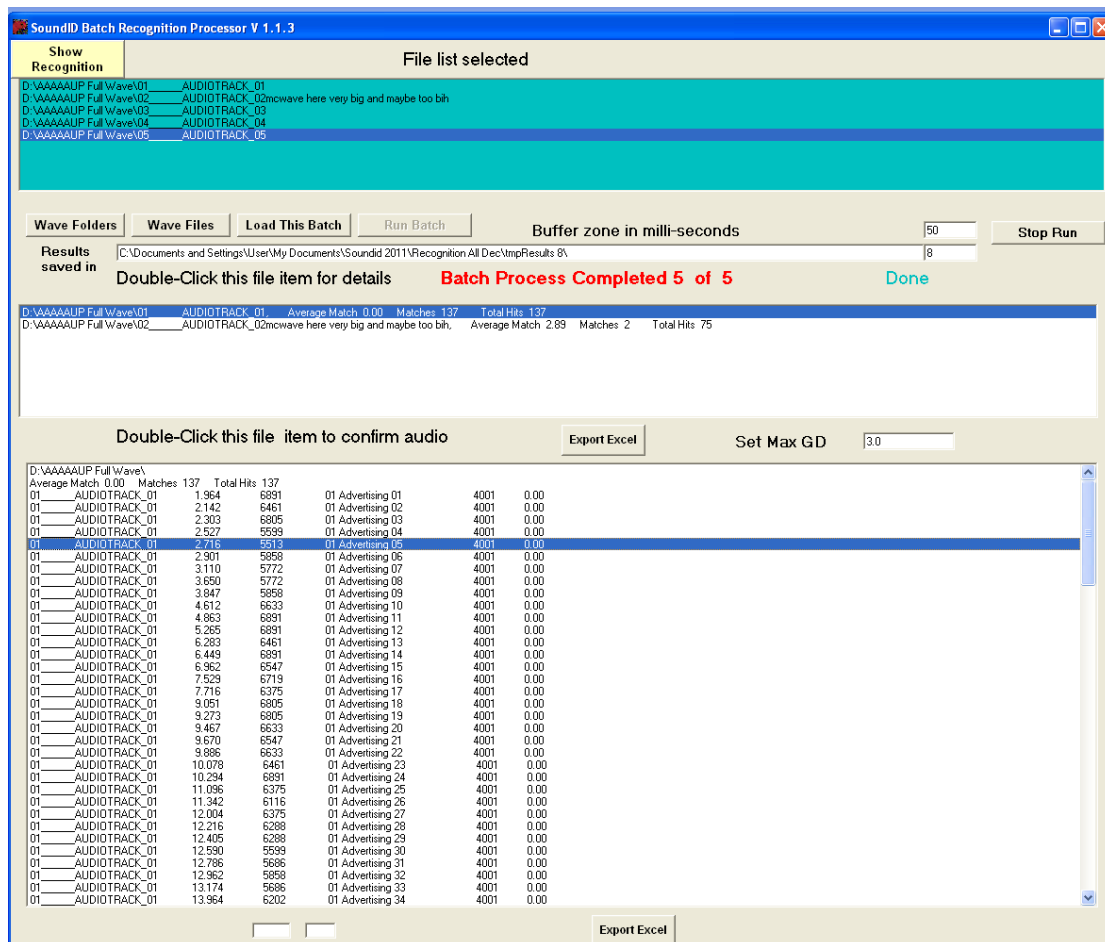 SoundID Batch Recognition Processor V 1.1.3
Show Recognition
File list selected
D:\AAAAAUP Full Wave\01______AUDIOTRACK_01
D:\AAAAAUP Full Wave\02______AUDIOTRACK_02mcwave here very big and maybe too bih
D:\AAAAAUP Full Wave\03______AUDIOTRACK_03
D:\AAAAAUP Full Wave\04______AUDIOTRACK_04
D:\AAAAAUP Full Wave\05______AUDIOTRACK_05
Wave Folders Wave Files Load This Batch Run Batch Buffer zone in milli-seconds 50 Stop Run
Results saved in C:\Documents and Settings\User\My Documents\Soundid 2011\Recognition All Dec\tmpResults 8\ 8
Double-Click this file item for details Batch Process Completed 5 of 5 Done
D:\AAAAAUP Full Wave\01______AUDIOTRACK_01, Average Match 0.00 Matches 137 Total Hits 137
D:\AAAAAUP Full Wave\02______AUDIOTRACK_02mcwave here very big and maybe too bih, Average Match 2.89 Matches 2 Total Hits 75
Double-Click this file item to confirm audio Export Excel Set Max GD 3.0
D:\AAAAAUP Full Wave\
Average Match 0.00 Matches 137 Total Hits 137
01______AUDIOTRACK_01 1.964 6891 01 Advertising 01 4001 0.00
01______AUDIOTRACK_01 2.142 6461 01 Advertising 02 4001 0.00
01______AUDIOTRACK_01 2.303 6805 01 Advertising 03 4001 0.00
01______AUDIOTRACK_01 2.527 5599 01 Advertising 04 4001 0.00
01______AUDIOTRACK_01 2.716 5513 01 Advertising 05 4001 0.00
01______AUDIOTRACK_01 2.901 5858 01 Advertising 06 4001 0.00
01______AUDIOTRACK_01 3.110 5772 01 Advertising 07 4001 0.00
01______AUDIOTRACK_01 3.650 5772 01 Advertising 08 4001 0.00
01______AUDIOTRACK_01 3.847 5858 01 Advertising 09 4001 0.00
01______AUDIOTRACK_01 4.612 6633 01 Advertising 10 4001 0.00
01______AUDIOTRACK_01 4.863 6891 01 Advertising 11 4001 0.00
01______AUDIOTRACK_01 5.265 6891 01 Advertising 12 4001 0.00
01______AUDIOTRACK_01 6.283 6461 01 Advertising 13 4001 0.00
01______AUDIOTRACK_01 6.449 6891 01 Advertising 14 4001 0.00
01______AUDIOTRACK_01 6.962 6547 01 Advertising 15 4001 0.00
01______AUDIOTRACK_01 7.529 6719 01 Advertising 16 4001 0.00
01______AUDIOTRACK_01 7.716 6375 01 Advertising 17 4001 0.00
01______AUDIOTRACK_01 9.051 6805 01 Advertising 18 4001 0.00
01______AUDIOTRACK_01 9.273 6805 01 Advertising 19 4001 0.00
01______AUDIOTRACK_01 9.467 6633 01 Advertising 20 4001 0.00
01______AUDIOTRACK_01 9.670 6547 01 Advertising 21 4001 0.00
01______AUDIOTRACK_01 9.886 6633 01 Advertising 22 4001 0.00
01______AUDIOTRACK_01 10.078 6461 01 Advertising 23 4001 0.00
01______AUDIOTRACK_01 10.294 6891 01 Advertising 24 4001 0.00
01______AUDIOTRACK_01 11.096 6375 01 Advertising 25 4001 0.00
01______AUDIOTRACK_01 11.342 6116 01 Advertising 26 4001 0.00
01______AUDIOTRACK_01 12.004 6375 01 Advertising 27 4001 0.00
01______AUDIOTRACK_01 12.216 6288 01 Advertising 28 4001 0.00
01______AUDIOTRACK_01 12.405 6288 01 Advertising 29 4001 0.00
01______AUDIOTRACK_01 12.590 5599 01 Advertising 30 4001 0.00
01______AUDIOTRACK_01 12.786 5686 01 Advertising 31 4001 0.00
01______AUDIOTRACK_01 12.962 5858 01 Advertising 32 4001 0.00
01______AUDIOTRACK_01 13.174 5686 01 Advertising 33 4001 0.00
01______AUDIOTRACK_01 13.964 6202 01 Advertising 34 4001 0.00
Export Excel